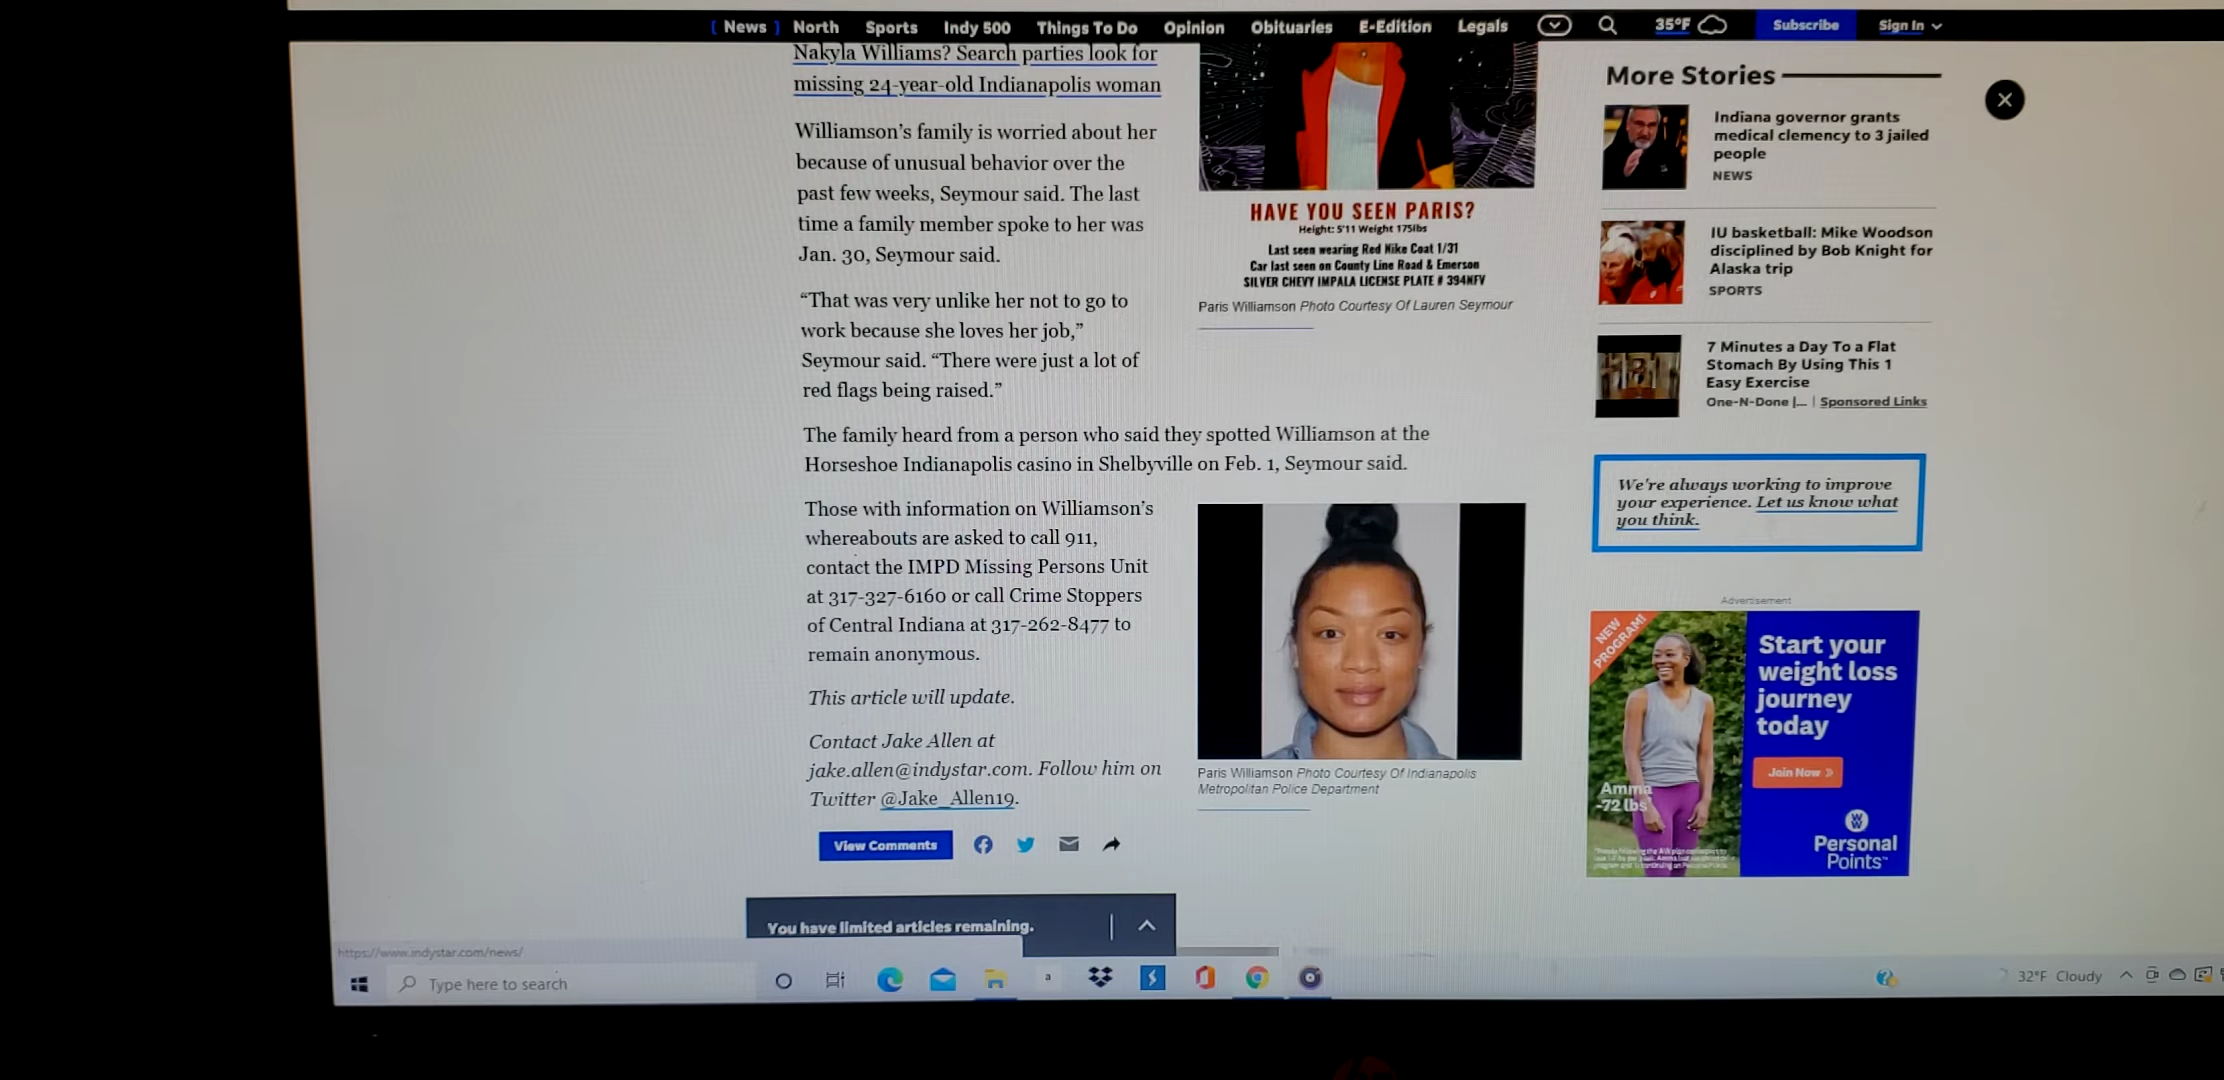 News North Sports Indy 500 Things To Do Opinion Obituaries E-Edition Legals 35°F Subscribe Sign In
Nakyla Williams? Search parties look for
missing 24-year-old Indianapolis woman
Williamson's family is worried about her
because of unusual behavior over the
past few weeks, Seymour said. The last
time a family member spoke to her was
Jan. 30, Seymour said.
“That was very unlike her not to go to
work because she loves her job,”
Seymour said. “There were just a lot of
red flags being raised.”
HAVE YOU SEEN PARIS?
Height: 5'11 Weight 175lbs
Last seen wearing Red Nike Coat 1/31
Car last seen on County Line Road & Emerson
SILVER CHEVY IMPALA LICENSE PLATE # 394NFV
Paris Williamson Photo Courtesy Of Lauren Seymour
The family heard from a person who said they spotted Williamson at the
Horseshoe Indianapolis casino in Shelbyville on Feb. 1, Seymour said.
Those with information on Williamson's
whereabouts are asked to call 911,
contact the IMPD Missing Persons Unit
at 317-327-6160 or call Crime Stoppers
of Central Indiana at 317-262-8477 to
remain anonymous.
This article will update.
Contact Jake Allen at
jake.allen@indystar.com. Follow him on
Twitter @Jake_Allen19.
Paris Williamson Photo Courtesy Of Indianapolis
Metropolitan Police Department
View Comments
You have limited articles remaining.
More Stories
Indiana governor grants
medical clemency to 3 jailed
people
NEWS
IU basketball: Mike Woodson
disciplined by Bob Knight for
Alaska trip
SPORTS
7 Minutes a Day To a Flat
Stomach By Using This 1
Easy Exercise
One-N-Done |... | Sponsored Links
We're always working to improve
your experience. Let us know what
you think.
Advertisement
NEW
PROGRAM!
Start your
weight loss
journey
today
Join Now
Amma
-72 lbs
WW
Personal
Points™
https://www.indystar.com/news/
Type here to search
a
32°F Cloudy